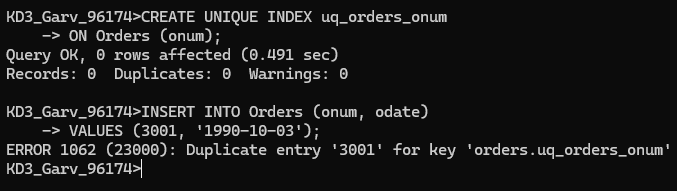 KD3_Garv_96174>CREATE UNIQUE INDEX uq_orders_onum
    -> ON Orders (onum);
Query OK, 0 rows affected (0.491 sec)
Records: 0  Duplicates: 0  Warnings: 0

KD3_Garv_96174>INSERT INTO Orders (onum, odate)
    -> VALUES (3001, '1990-10-03');
ERROR 1062 (23000): Duplicate entry '3001' for key 'orders.uq_orders_onum'
KD3_Garv_96174>